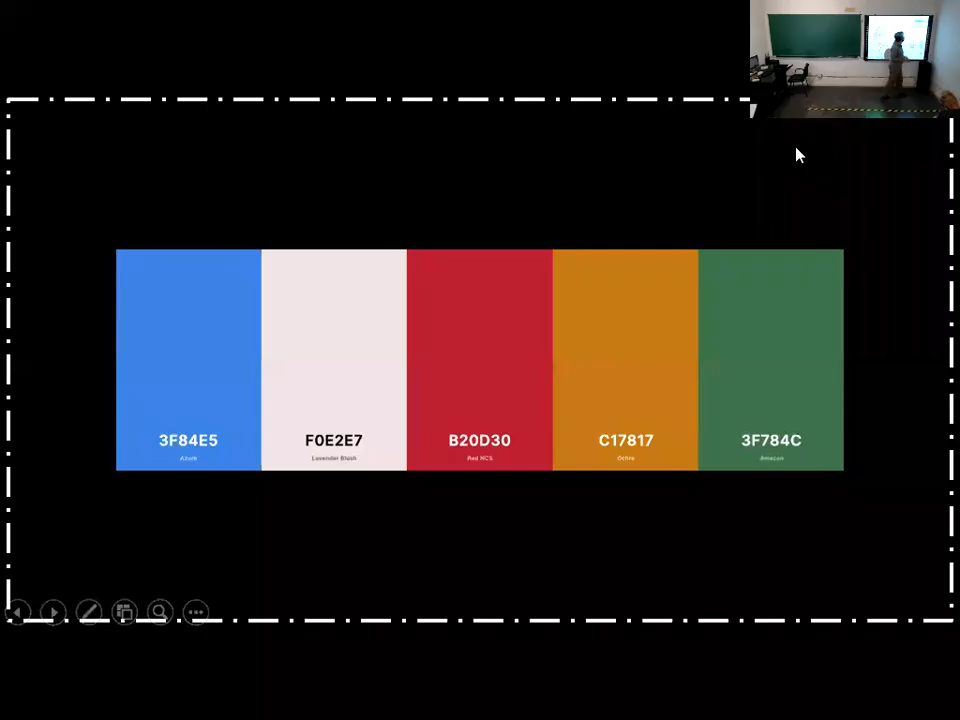 3F84E5
Azure
F0E2E7
Lavender Blush
B20D30
Red NCS
C17817
Ochre
3F784C
Amazon